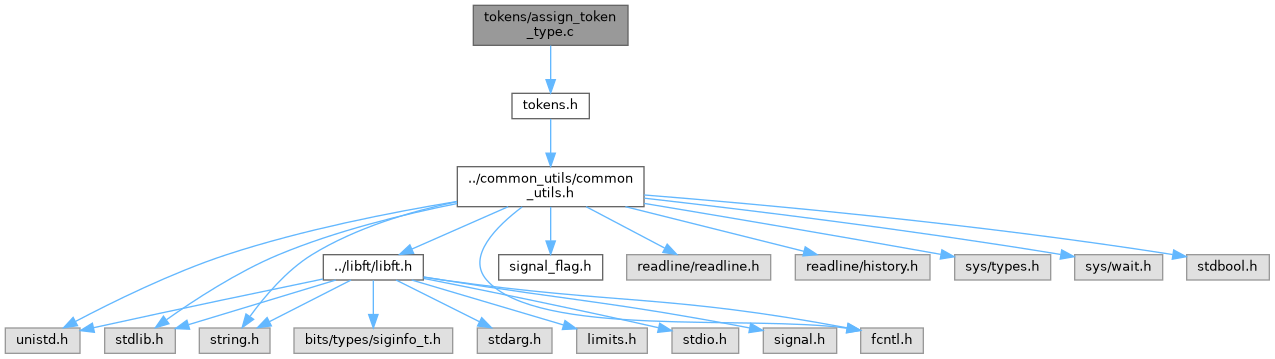 tokens/assign_token
_type.c
tokens.h
../common_utils/common
_utils.h
../libft/libft.h
signal_flag.h
readline/readline.h
readline/history.h
sys/types.h
sys/wait.h
stdbool.h
unistd.h
stdlib.h
string.h
bits/types/siginfo_t.h
stdarg.h
limits.h
stdio.h
signal.h
fcntl.h